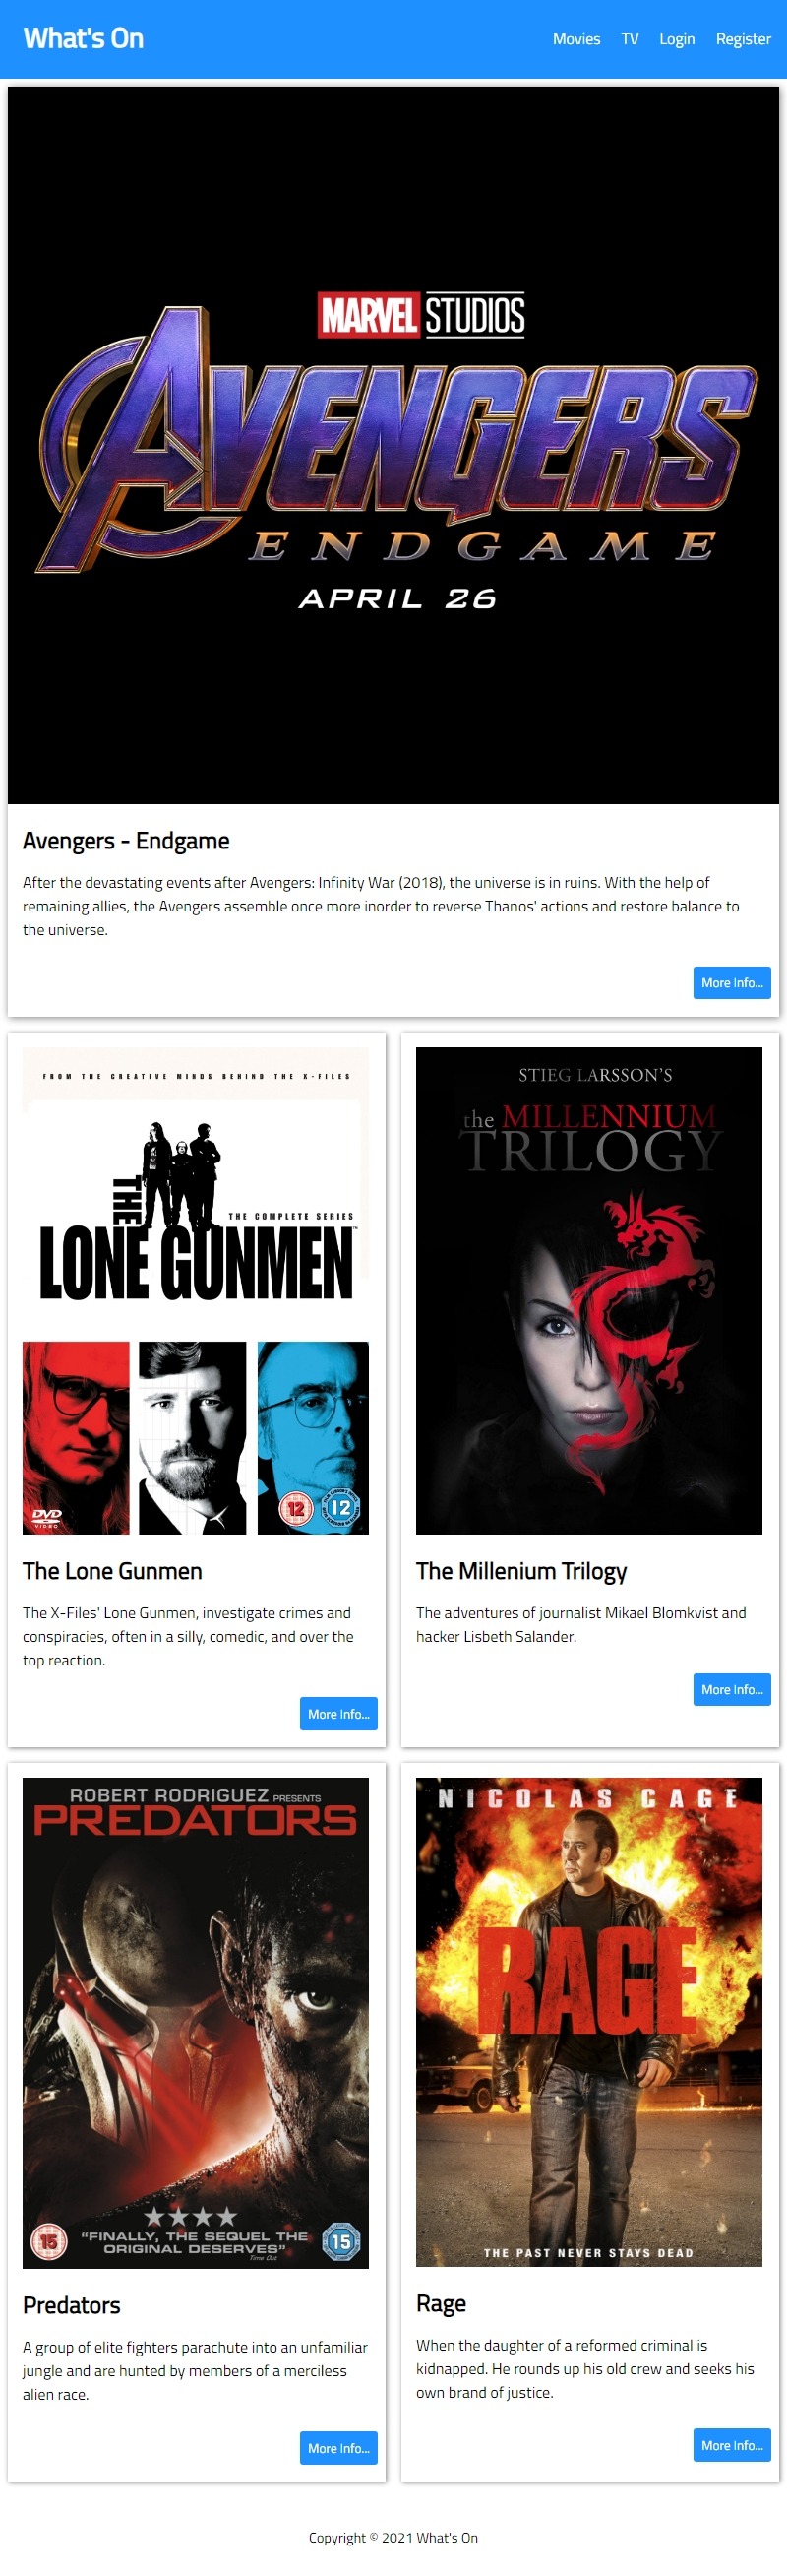 What's On
Movies TV Login Register
MARVEL STUDIOS
AVENGERS
ENDGAME
APRIL 26
Avengers - Endgame
After the devastating events after Avengers: Infinity War (2018), the universe is in ruins. With the help of
remaining allies, the Avengers assemble once more inorder to reverse Thanos' actions and restore balance to
the universe.
More Info...
FROM THE CREATIVE MINDS BEHIND THE X-FILES
THE
THE COMPLETE SERIES
LONE GUNMEN
DVD
VIDEO
12
12
The Lone Gunmen
The X-Files' Lone Gunmen, investigate crimes and
conspiracies, often in a silly, comedic, and over the
top reaction.
More Info...
STIEG LARSSON'S
the MILLENNIUM
TRILOGY
The Millenium Trilogy
The adventures of journalist Mikael Blomkvist and
hacker Lisbeth Salander.
More Info...
ROBERT RODRIGUEZ PRESENTS
PREDATORS
15
"FINALLY, THE SEQUEL THE
ORIGINAL DESERVES"
Time Out
15
Predators
A group of elite fighters parachute into an unfamiliar
jungle and are hunted by members of a merciless
alien race.
More Info...
NICOLAS CAGE
RAGE
THE PAST NEVER STAYS DEAD
Rage
When the daughter of a reformed criminal is
kidnapped. He rounds up his old crew and seeks his
own brand of justice.
More Info...
Copyright © 2021 What's On